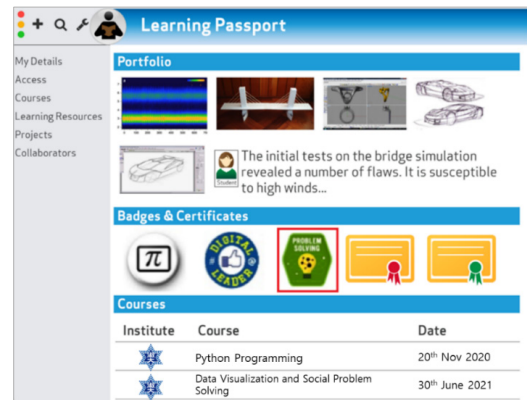 Learning Passport
My Details
Access
Courses
Learning Resources
Projects
Collaborators
Portfolio
Student
The initial tests on the bridge simulation
revealed a number of flaws. It is susceptible
to high winds...
Badges & Certificates
π
DIGITAL
LEADER
PROBLEM
SOLVING
Courses
Institute Course Date
Python Programming 20th Nov 2020
Data Visualization and Social Problem
Solving 30th June 2021